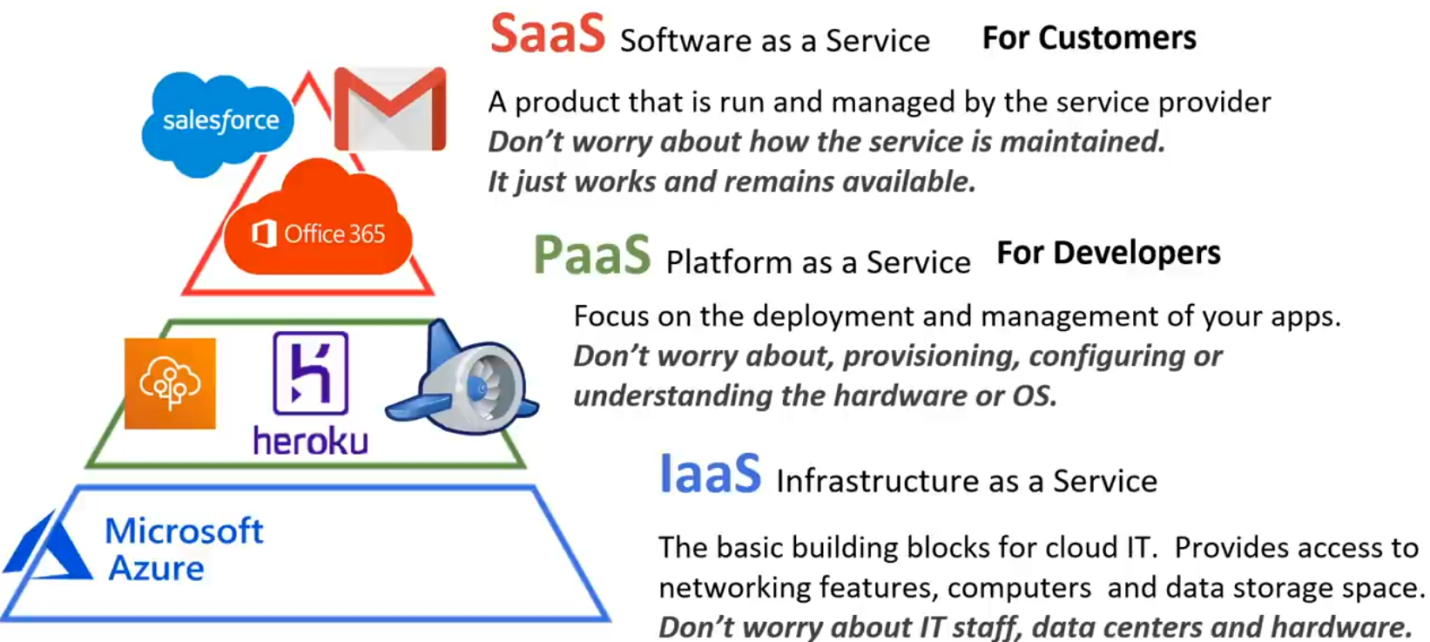 SaaS Software as a Service For Customers
A product that is run and managed by the service provider
Don't worry about how the service is maintained.
It just works and remains available.
salesforce
Office 365
PaaS Platform as a Service For Developers
Focus on the deployment and management of your apps.
Don't worry about, provisioning, configuring or
understanding the hardware or OS.
heroku
IaaS Infrastructure as a Service
The basic building blocks for cloud IT. Provides access to
networking features, computers and data storage space.
Don't worry about IT staff, data centers and hardware.
Microsoft
Azure